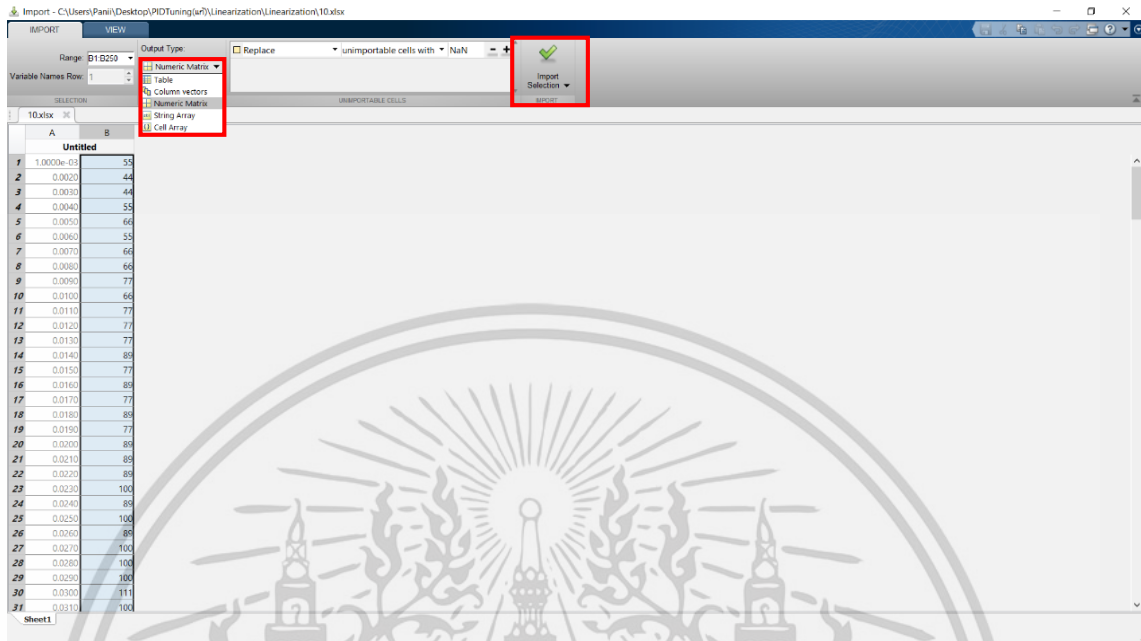 Import - C:\Users\Panii\Desktop\PIDTuning(แก้)\Linearization\Linearization\10.xlsx
IMPORT VIEW
Range: B1:B250
Variable Names Row: 1
SELECTION
Output Type:
Numeric Matrix
Table
Column vectors
Numeric Matrix
String Array
Cell Array
Replace unimportable cells with NaN - +
UNIMPORTABLE CELLS
Import
Selection
IMPORT
10.xlsx
A B
Untitled
1 1.0000e-03 55
2 0.0020 44
3 0.0030 44
4 0.0040 55
5 0.0050 66
6 0.0060 55
7 0.0070 66
8 0.0080 66
9 0.0090 77
10 0.0100 66
11 0.0110 77
12 0.0120 77
13 0.0130 77
14 0.0140 89
15 0.0150 77
16 0.0160 89
17 0.0170 77
18 0.0180 89
19 0.0190 77
20 0.0200 89
21 0.0210 89
22 0.0220 89
23 0.0230 100
24 0.0240 89
25 0.0250 100
26 0.0260 89
27 0.0270 100
28 0.0280 100
29 0.0290 100
30 0.0300 111
31 0.0310 100
Sheet1